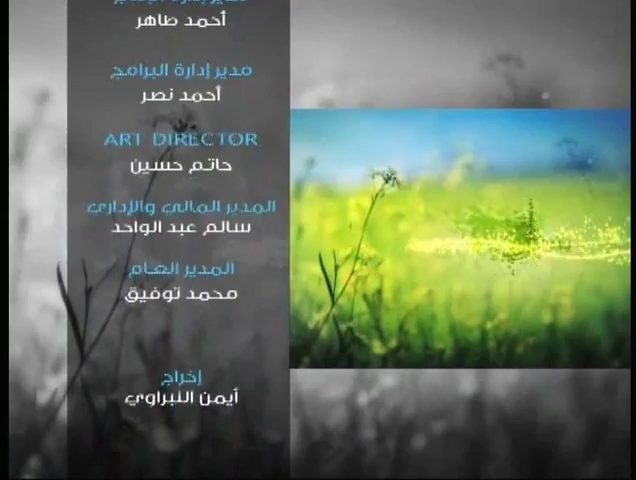 أحمد طاهر
مدير إدارة البرامج
أحمد نصر
ART DIRECTOR
حاتم حسين
المدير المالي والإداري
سالم عبد الواحد
المدير العام
محمد توفيق
إخراج
أيمن النبراوي